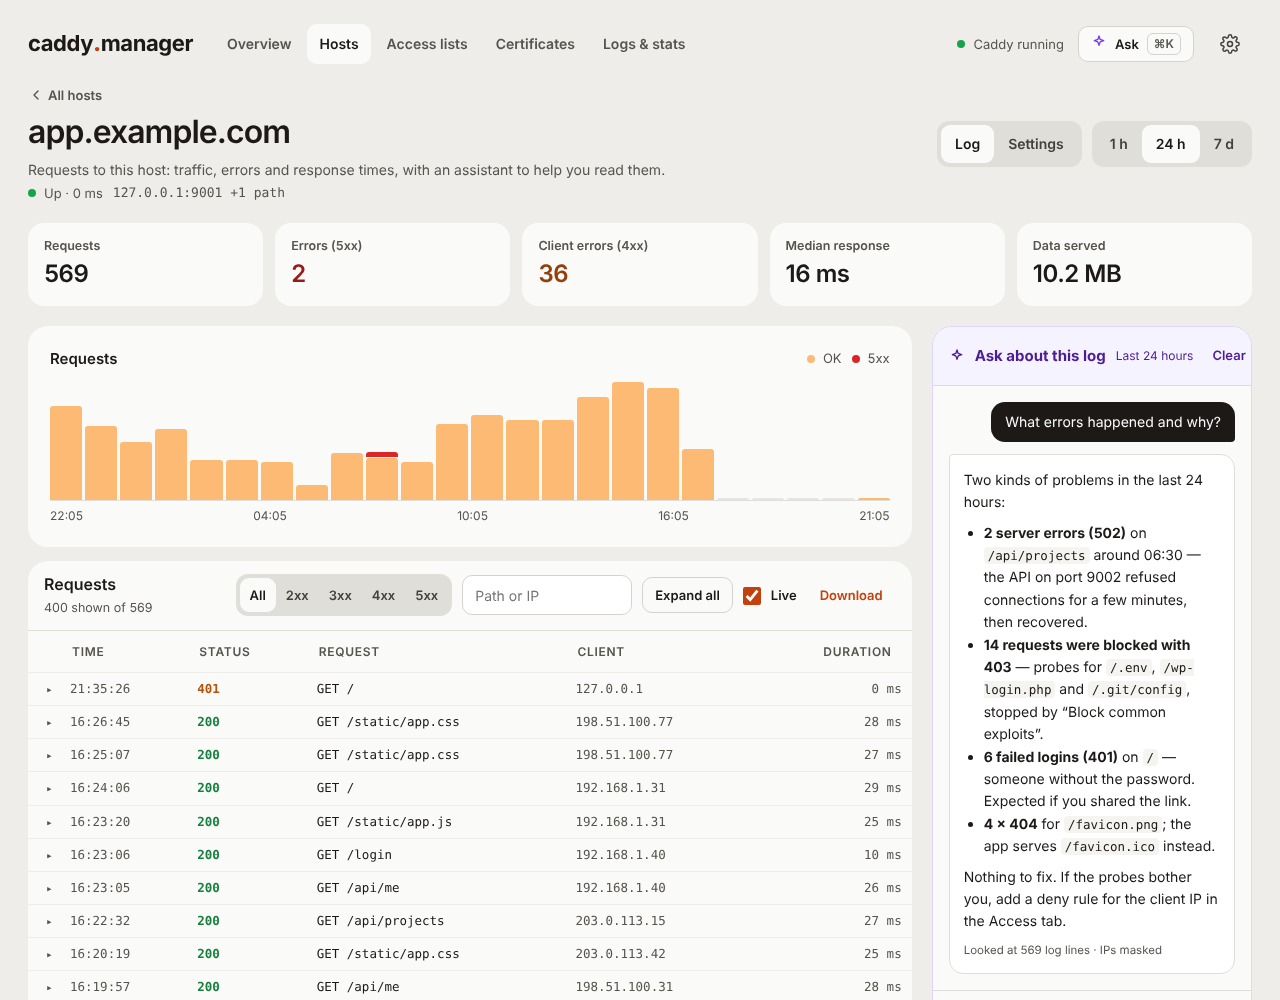 caddy.manager
Overview
Hosts
Access lists
Certificates
Logs & stats
Caddy running
Ask ⌘K
All hosts
app.example.com
Requests to this host: traffic, errors and response times, with an assistant to help you read them.
Up · 0 ms 127.0.0.1:9001 +1 path
Log
Settings
1 h
24 h
7 d
Requests
569
Errors (5xx)
2
Client errors (4xx)
36
Median response
16 ms
Data served
10.2 MB
Requests
OK
5xx
22:05
04:05
10:05
16:05
21:05
Requests
400 shown of 569
All
2xx
3xx
4xx
5xx
Path or IP
Expand all
Live
Download
TIME STATUS REQUEST CLIENT DURATION
21:35:26 401 GET / 127.0.0.1 0 ms
16:26:45 200 GET /static/app.css 198.51.100.77 28 ms
16:25:07 200 GET /static/app.css 198.51.100.77 27 ms
16:24:06 200 GET / 192.168.1.31 29 ms
16:23:20 200 GET /static/app.js 192.168.1.31 25 ms
16:23:06 200 GET /login 192.168.1.40 10 ms
16:23:05 200 GET /api/me 192.168.1.40 26 ms
16:22:32 200 GET /api/projects 203.0.113.15 27 ms
16:20:19 200 GET /static/app.css 203.0.113.42 25 ms
16:19:57 200 GET /api/me 198.51.100.31 28 ms
Ask about this log
Last 24 hours
Clear
What errors happened and why?
Two kinds of problems in the last 24
hours:
• 2 server errors (502) on
/api/projects around 06:30 —
the API on port 9002 refused
connections for a few minutes,
then recovered.
• 14 requests were blocked with
403 — probes for /.env, /wp-
login.php and /.git/config,
stopped by “Block common
exploits”.
• 6 failed logins (401) on / —
someone without the password.
Expected if you shared the link.
• 4 × 404 for /favicon.png; the
app serves /favicon.ico instead.
Nothing to fix. If the probes bother
you, add a deny rule for the client IP in
the Access tab.
Looked at 569 log lines · IPs masked